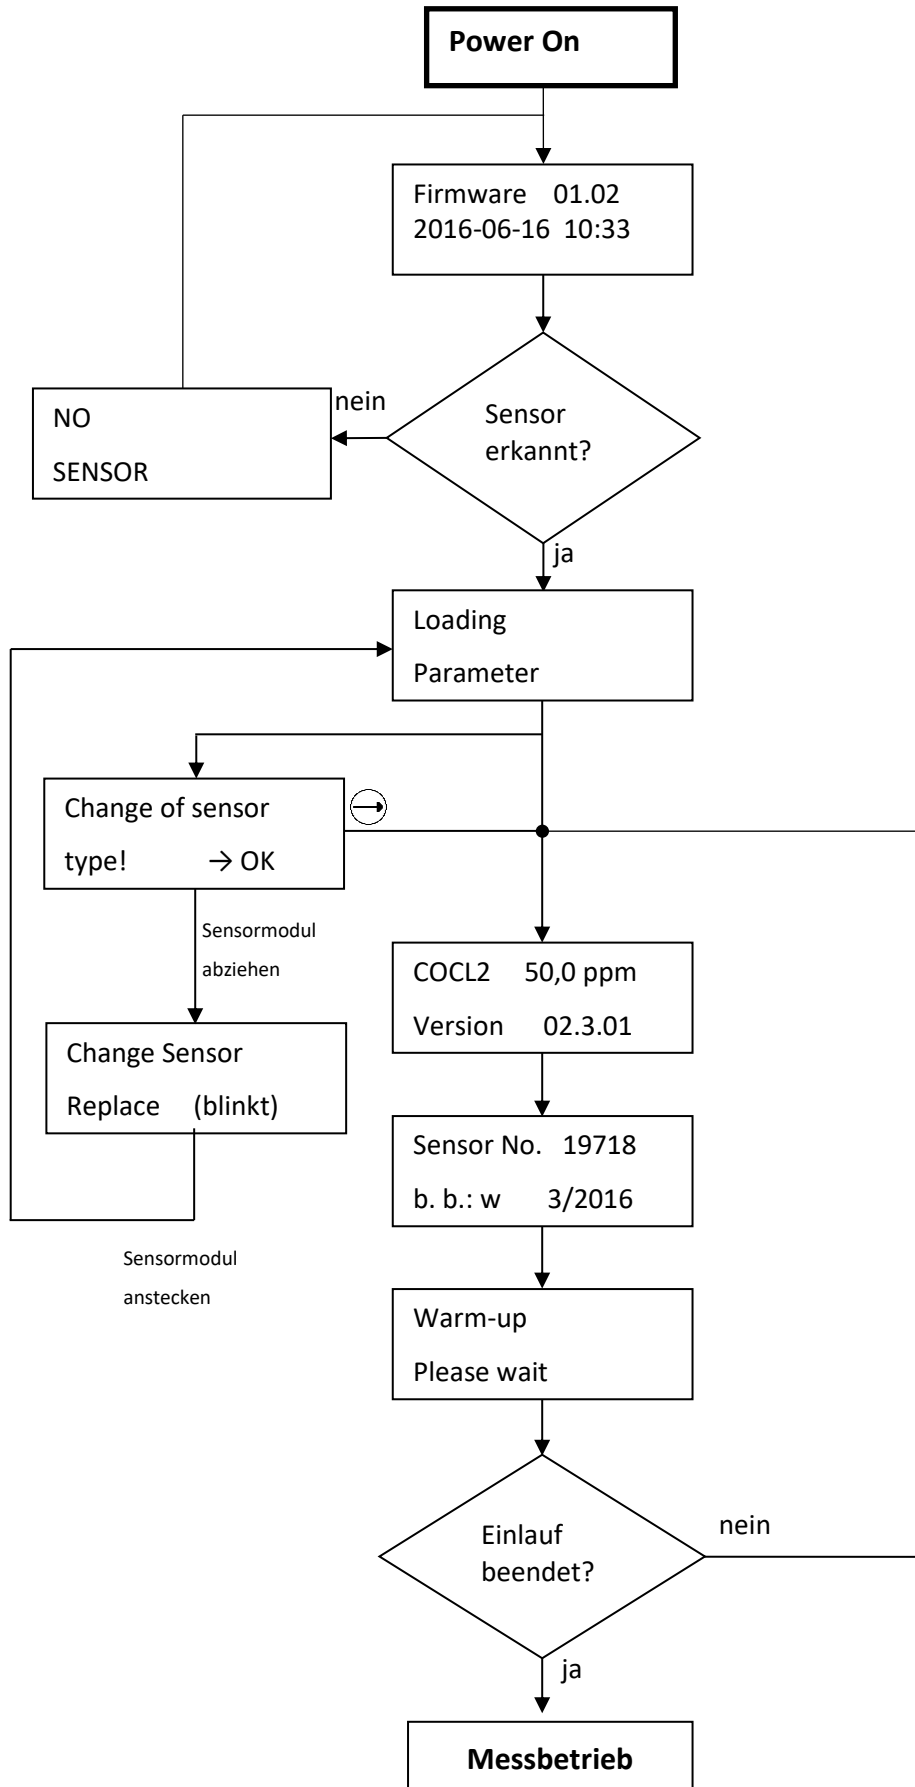 Power On
Firmware 01.02
2016-06-16 10:33
nein
Sensor
erkannt?
NO
SENSOR
ja
Loading
Parameter
Change of sensor
type! → OK
Sensormodul
abziehen
COCL2 50,0 ppm
Version 02.3.01
Change Sensor
Replace (blinkt)
Sensor No. 19718
b. b.: w 3/2016
Sensormodul
anstecken
Warm-up
Please wait
Einlauf
beendet?
nein
ja
Messbetrieb